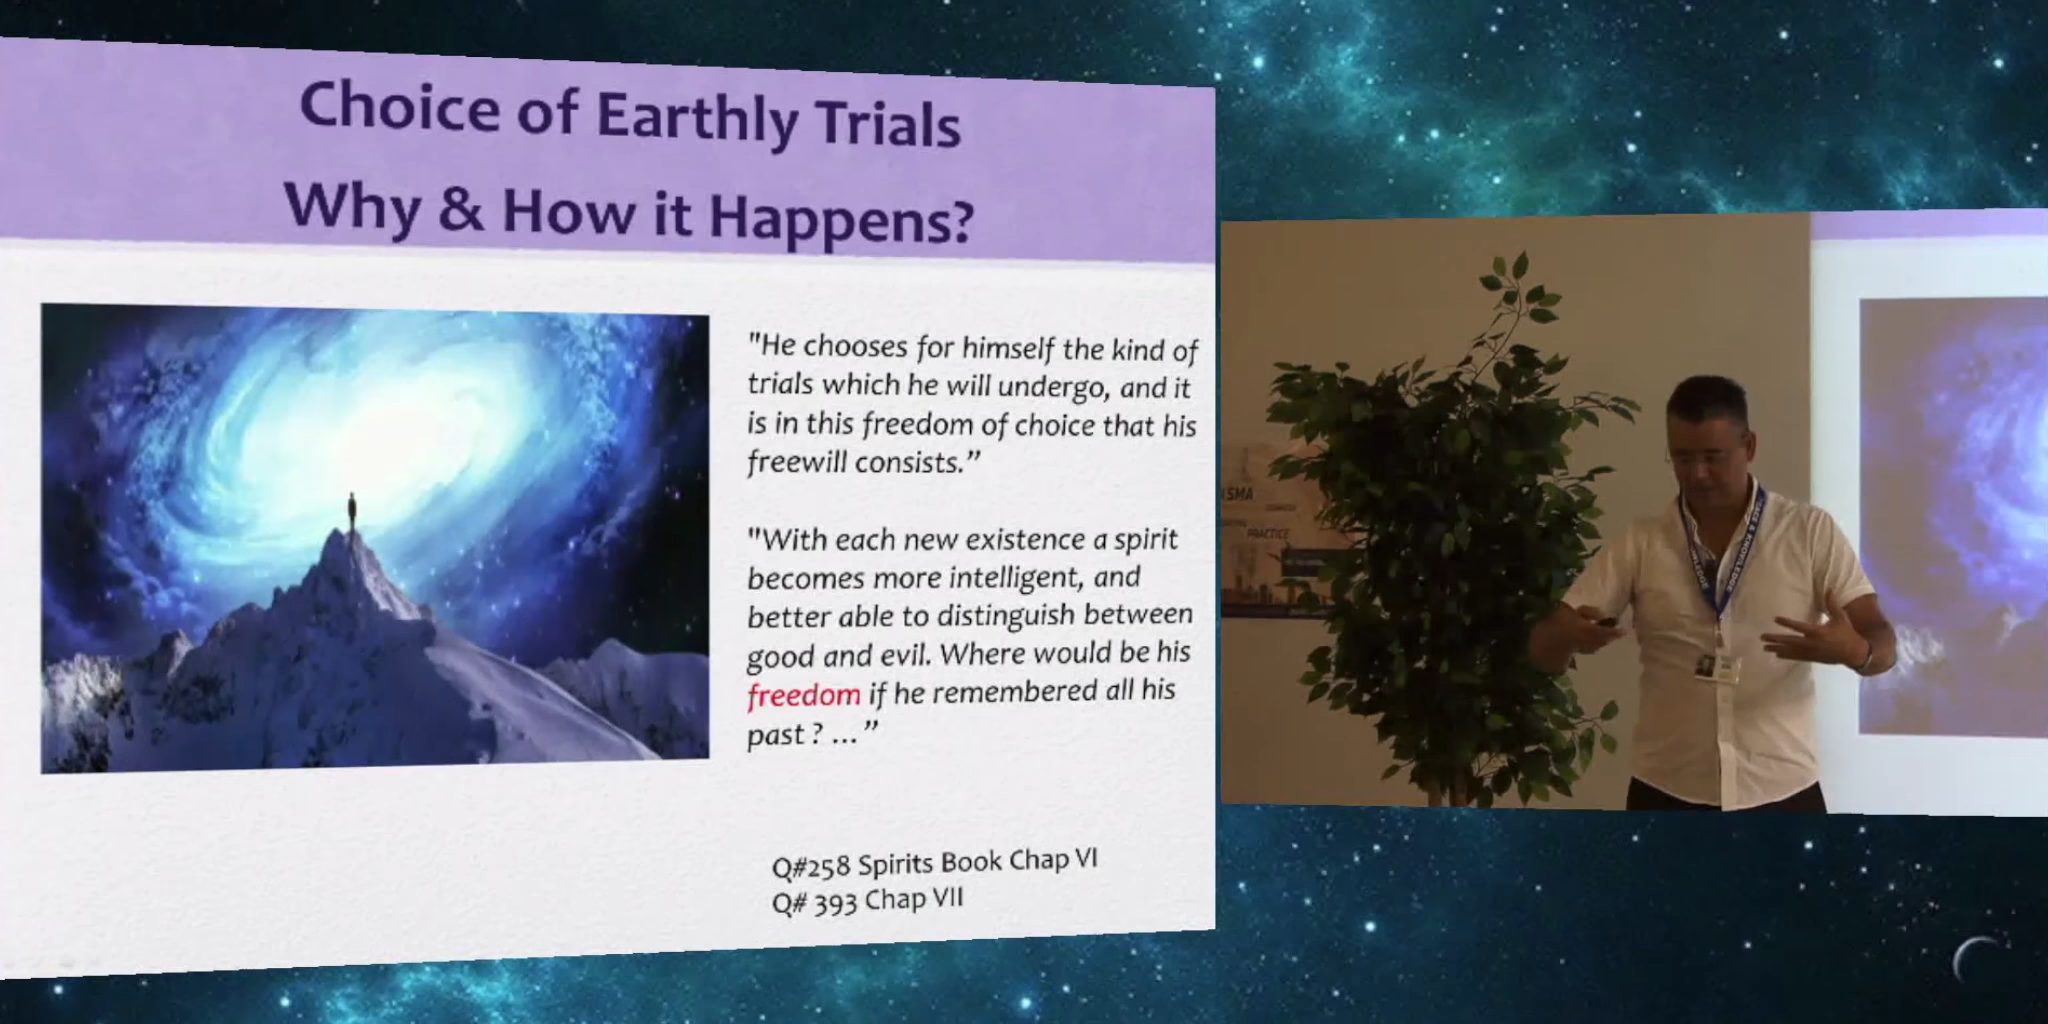 Choice of Earthly Trials
Why & How it Happens?
"He chooses for himself the kind of
trials which he will undergo, and it
is in this freedom of choice that his
freewill consists.”
"With each new existence a spirit
becomes more intelligent, and
better able to distinguish between
good and evil. Where would be his
freedom if he remembered all his
past ? ... ”
Q#258 Spirits Book Chap VI
Q# 393 Chap VII
PRACTICE